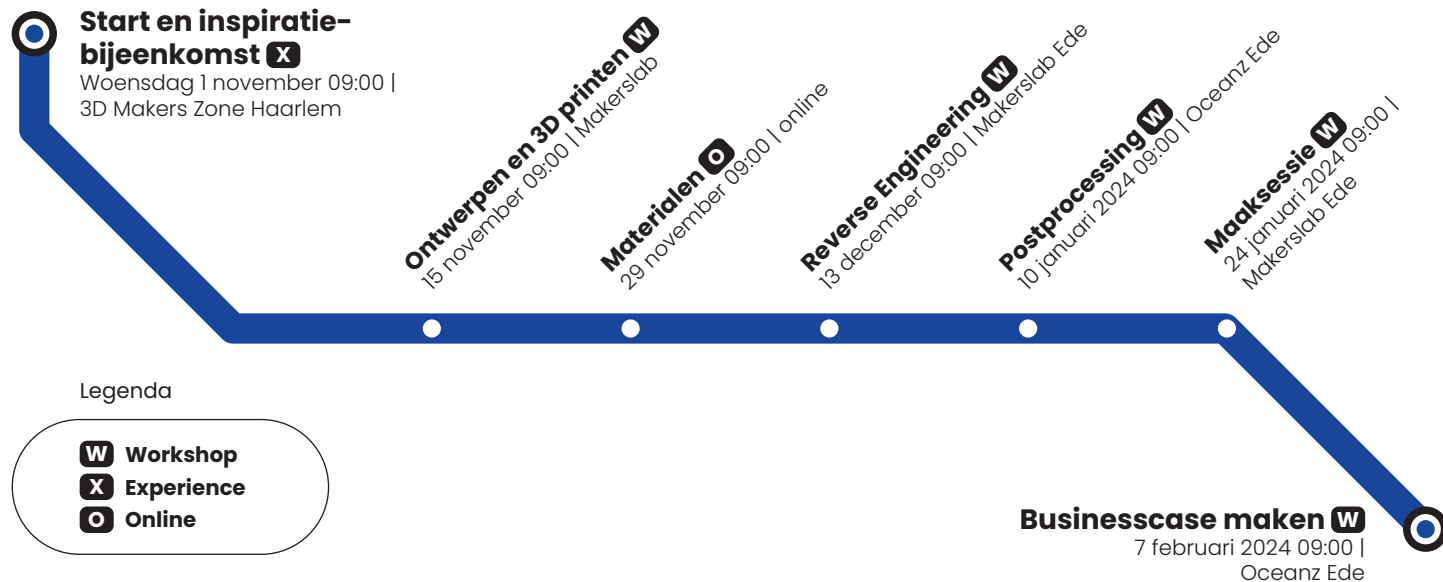 Start en inspiratie-
bijeenkomst X
Woensdag 1 november 09:00 |
3D Makers Zone Haarlem
Ontwerpen en 3D printen W
15 november 09:00 | Makerslab
Materialen O
29 november 09:00 | online
Reverse Engineering W
13 december 09:00 | Makerslab Ede
Postprocessing W
10 januari 2024 09:00 | Oceanz Ede
Maaksessie W
24 januari 2024 09:00 |
Makerslab Ede
Legenda
W Workshop
X Experience
O Online
Businesscase maken W
7 februari 2024 09:00 |
Oceanz Ede